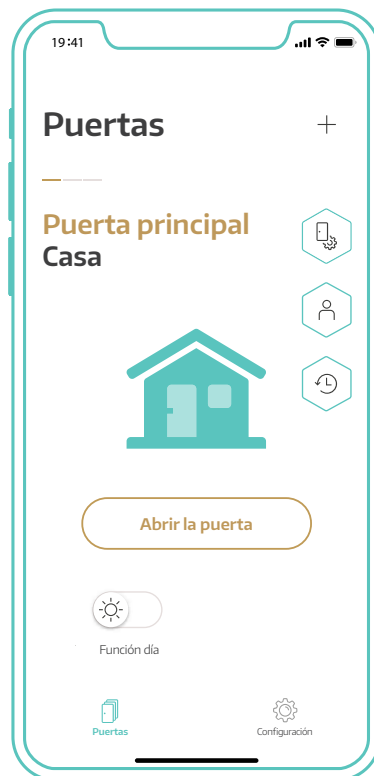 19:41
Puertas
Puerta principal
Casa
Abrir la puerta
Función día
Puertas
Configuración